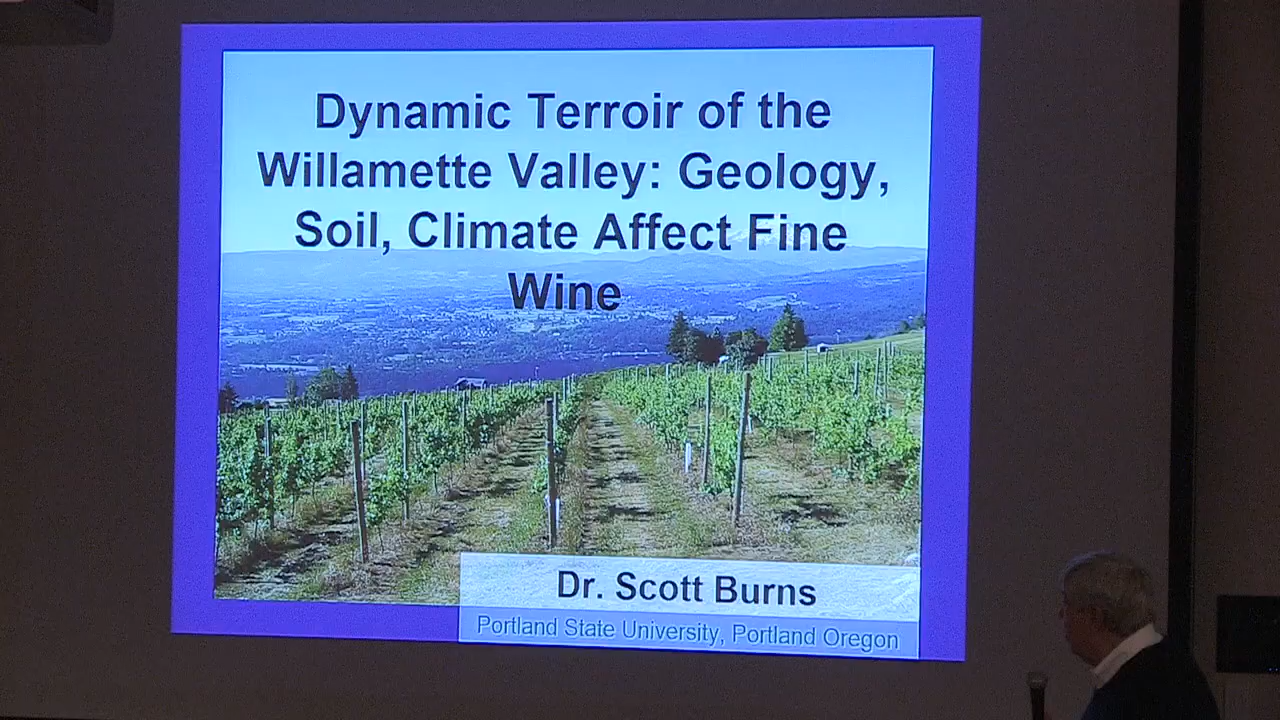 Dynamic Terroir of the
Willamette Valley: Geology,
Soil, Climate Affect Fine
Wine
Dr. Scott Burns
Portland State University, Portland Oregon